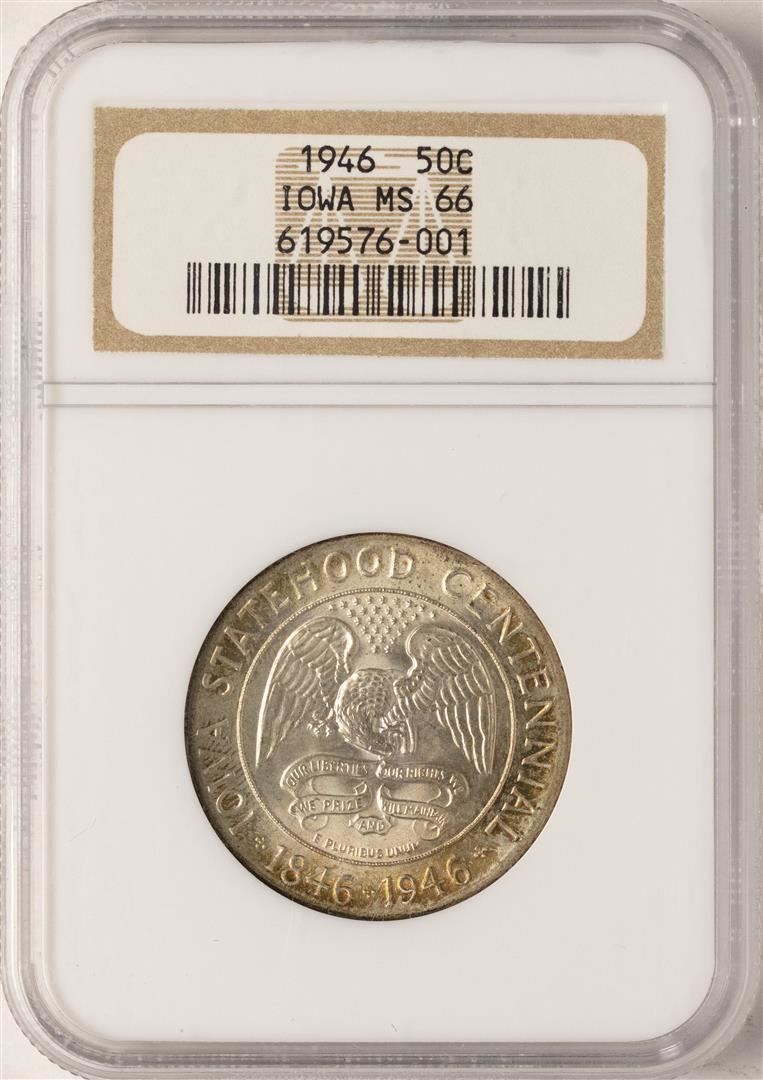 1946 50C
IOWA MS 66
619576-001
IOWA STATEHOOD CENTENNIAL
OUR LIBERTIES OUR RIGHTS WE
WE PRIZE WILL MAINTAIN
AND
E PLURIBUS UNUM
1846 1946